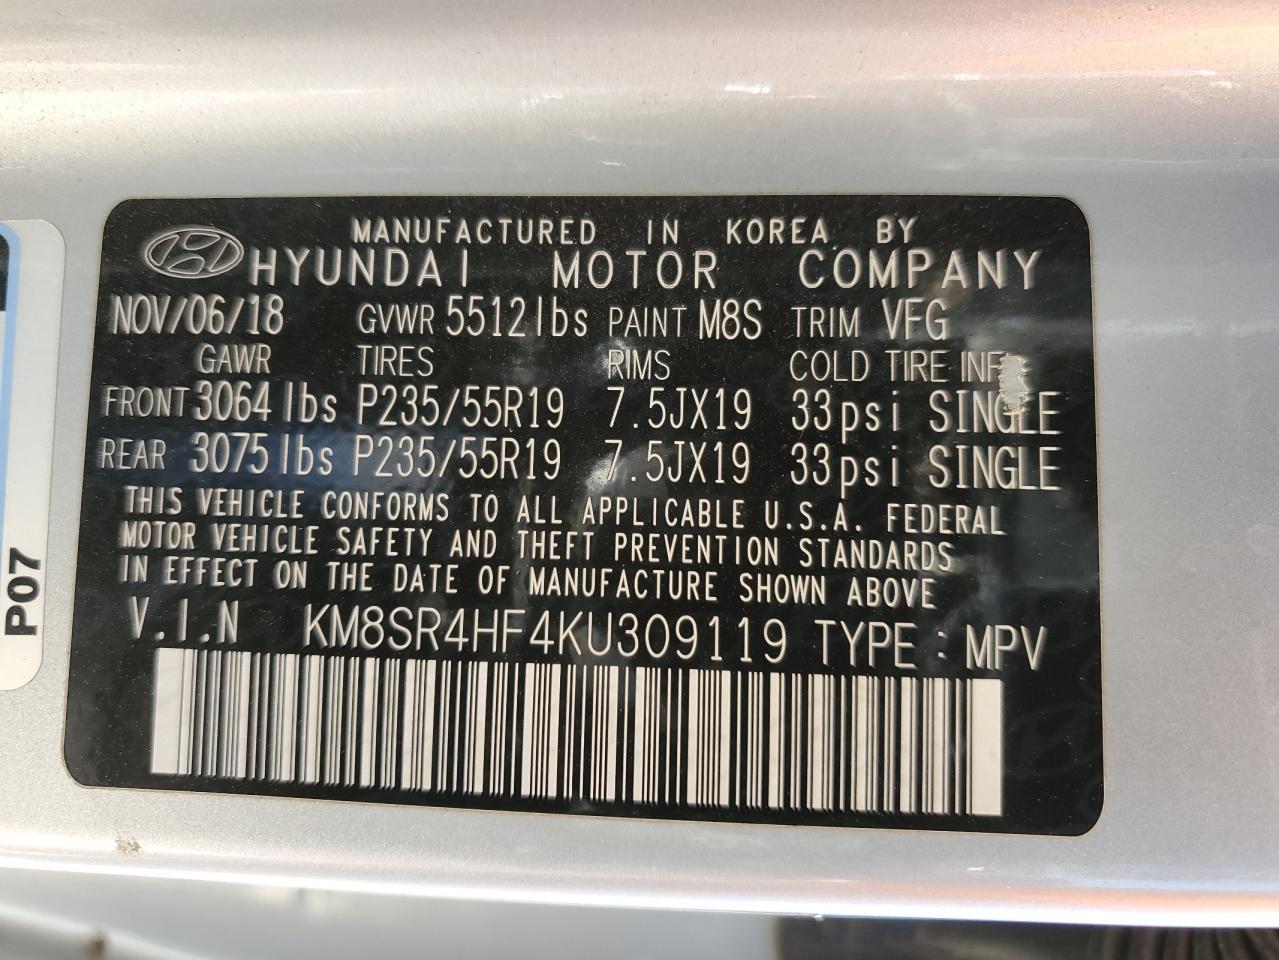 MANUFACTURED IN KOREA BY
HYUNDAI MOTOR COMPANY
NOV/06/18 GVWR 5512lbs PAINT M8S TRIM VFG
GAWR TIRES RIMS COLD TIRE INF
FRONT 3064lbs P235/55R19 7.5JX19 33psi SINGLE
REAR 3075lbs P235/55R19 7.5JX19 33psi SINGLE
THIS VEHICLE CONFORMS TO ALL APPLICABLE U.S.A. FEDERAL
MOTOR VEHICLE SAFETY AND THEFT PREVENTION STANDARDS
IN EFFECT ON THE DATE OF MANUFACTURE SHOWN ABOVE
V.I.N KM8SR4HF4KU309119 TYPE : MPV
P07